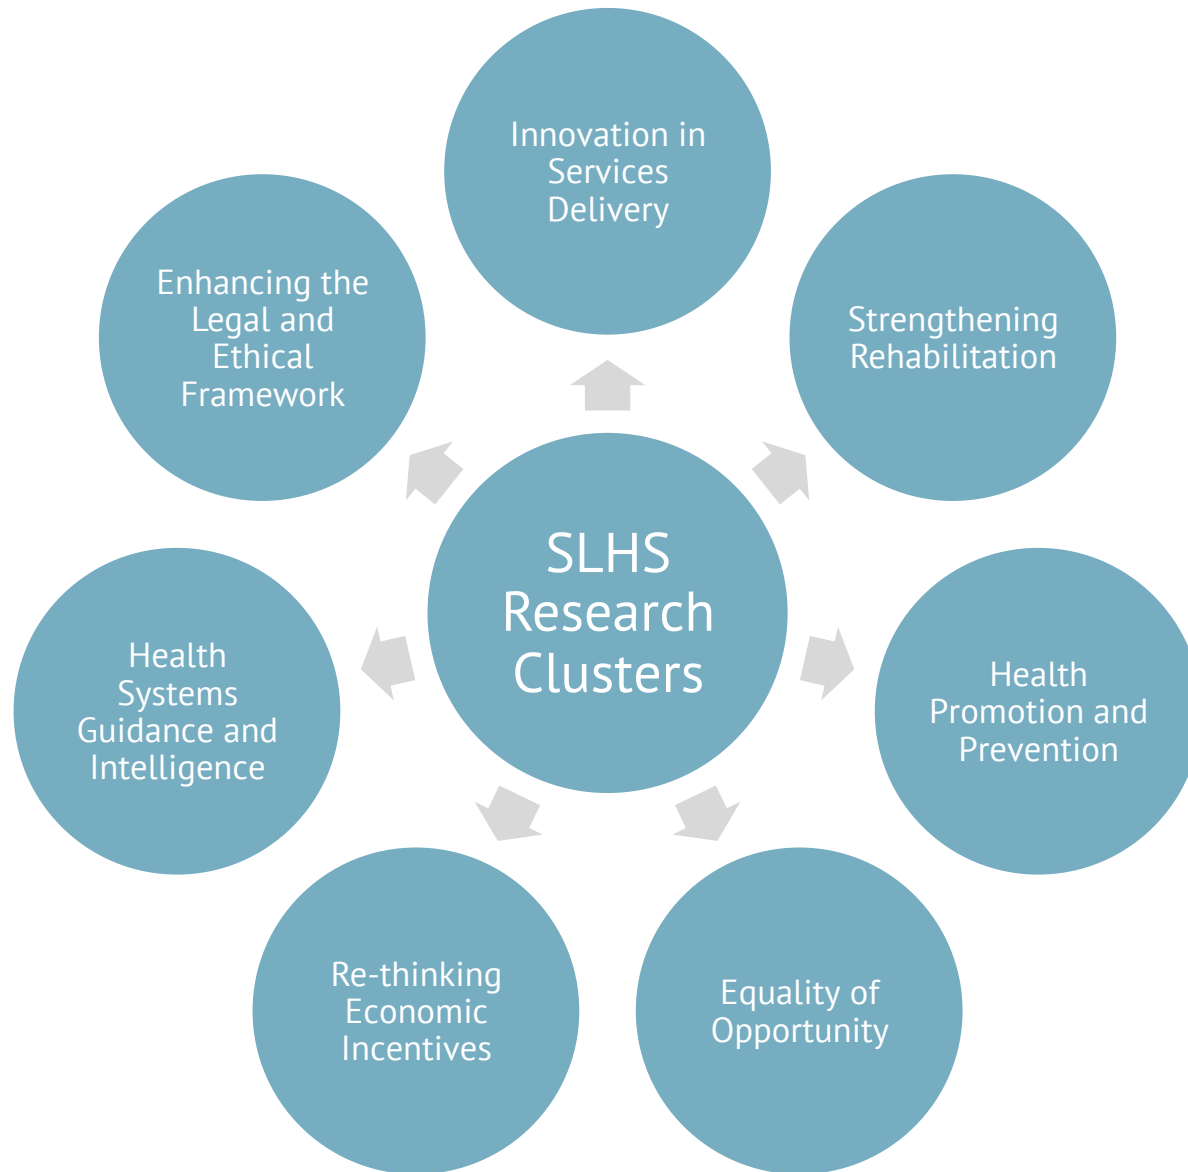 Innovation in
Services
Delivery
Strengthening
Rehabilitation
Health
Promotion and
Prevention
Equality of
Opportunity
Re-thinking
Economic
Incentives
Health
Systems
Guidance and
Intelligence
Enhancing the
Legal and
Ethical
Framework
SLHS
Research
Clusters